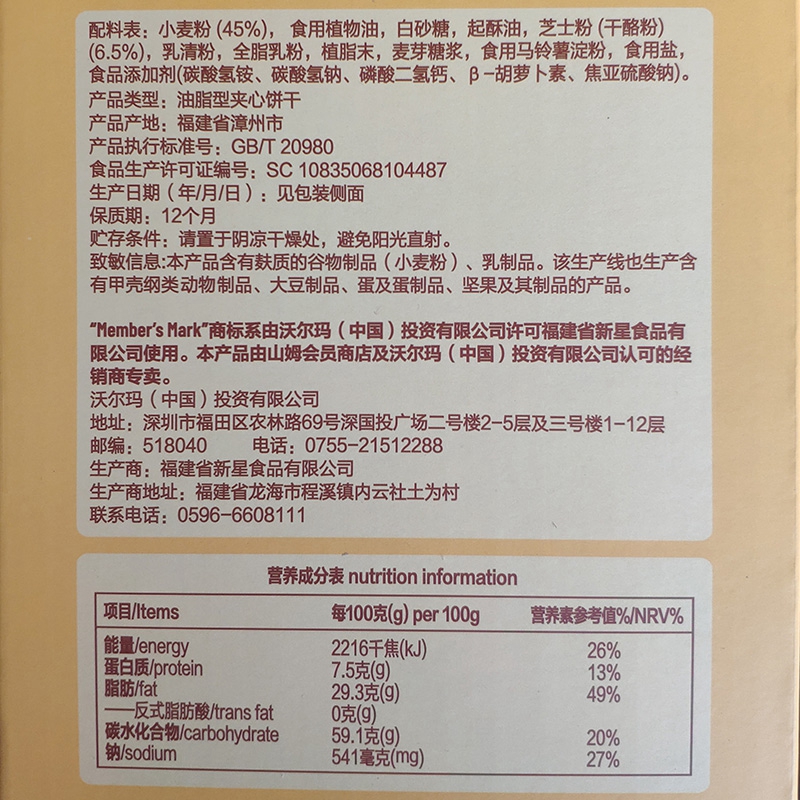 配料表：小麦粉 (45%)，食用植物油，白砂糖，起酥油，芝士粉 (干酪粉)
(6.5%)，乳清粉，全脂乳粉，植脂末，麦芽糖浆，食用马铃薯淀粉，食用盐，
食品添加剂(碳酸氢铵、碳酸氢钠、磷酸二氢钙、β-胡萝卜素、焦亚硫酸钠)。
产品类型：油脂型夹心饼干
产品产地：福建省漳州市
产品执行标准号：GB/T 20980
食品生产许可证编号：SC 10835068104487
生产日期（年/月/日）：见包装侧面
保质期：12个月
贮存条件：请置于阴凉干燥处，避免阳光直射。
致敏信息:本产品含有麸质的谷物制品（小麦粉）、乳制品。该生产线也生产含
有甲壳纲类动物制品、大豆制品、蛋及蛋制品、坚果及其制品的产品。
“Member's Mark”商标系由沃尔玛（中国）投资有限公司许可福建省新星食品有
限公司使用。本产品由山姆会员商店及沃尔玛（中国）投资有限公司认可的经
销商专卖。
沃尔玛（中国）投资有限公司
地址：深圳市福田区农林路69号深国投广场二号楼2-5层及三号楼1-12层
邮编：518040 电话：0755-21512288
生产商：福建省新星食品有限公司
生产商地址：福建省龙海市程溪镇内云社土为村
联系电话：0596-6608111
营养成分表 nutrition information
项目/Items 每100克(g) per 100g 营养素参考值%/NRV%
能量/energy 2216千焦(kJ) 26%
蛋白质/protein 7.5克(g) 13%
脂肪/fat 29.3克(g) 49%
——反式脂肪酸/trans fat 0克(g)
碳水化合物/carbohydrate 59.1克(g) 20%
钠/sodium 541毫克(mg) 27%